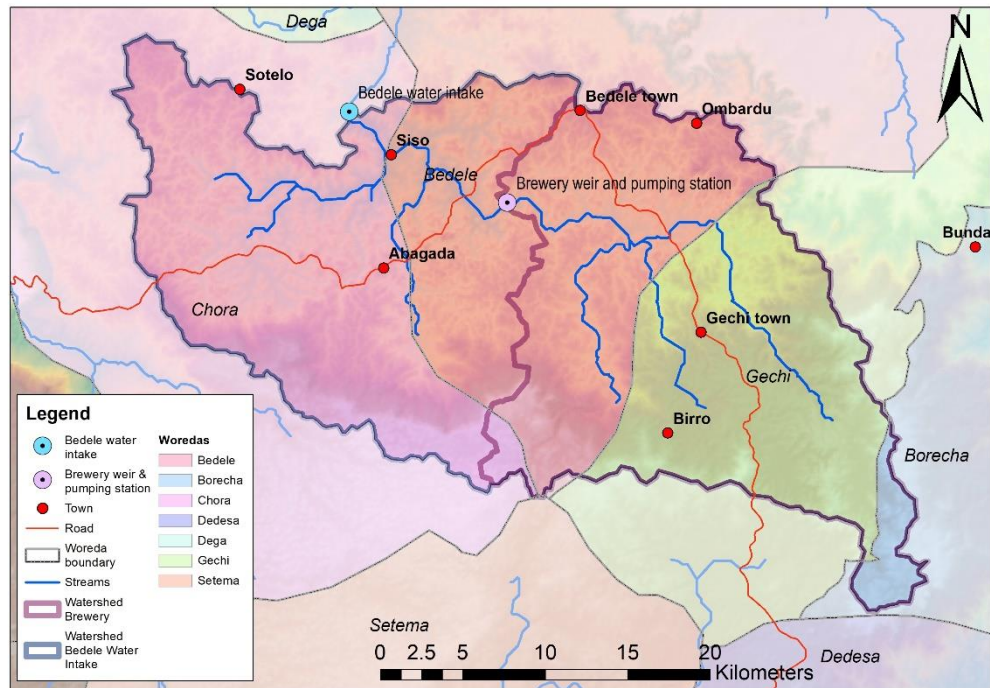 Dega
N
Sotelo
Bedele water intake
Bedele town
Ombardu
Siso
Bedele
Brewery weir and pumping station
Bunda
Abagada
Chora
Gechi town
Gechi
Birro
Borecha
Setema
Dedesa
0 2.5 5 10 15 20
Kilometers
Legend
Bedele water
intake
Brewery weir &
pumping station
Town
Road
Woreda
boundary
Streams
Watershed
Brewery
Watershed
Bedele Water
Intake
Woredas
Bedele
Borecha
Chora
Dedesa
Dega
Gechi
Setema